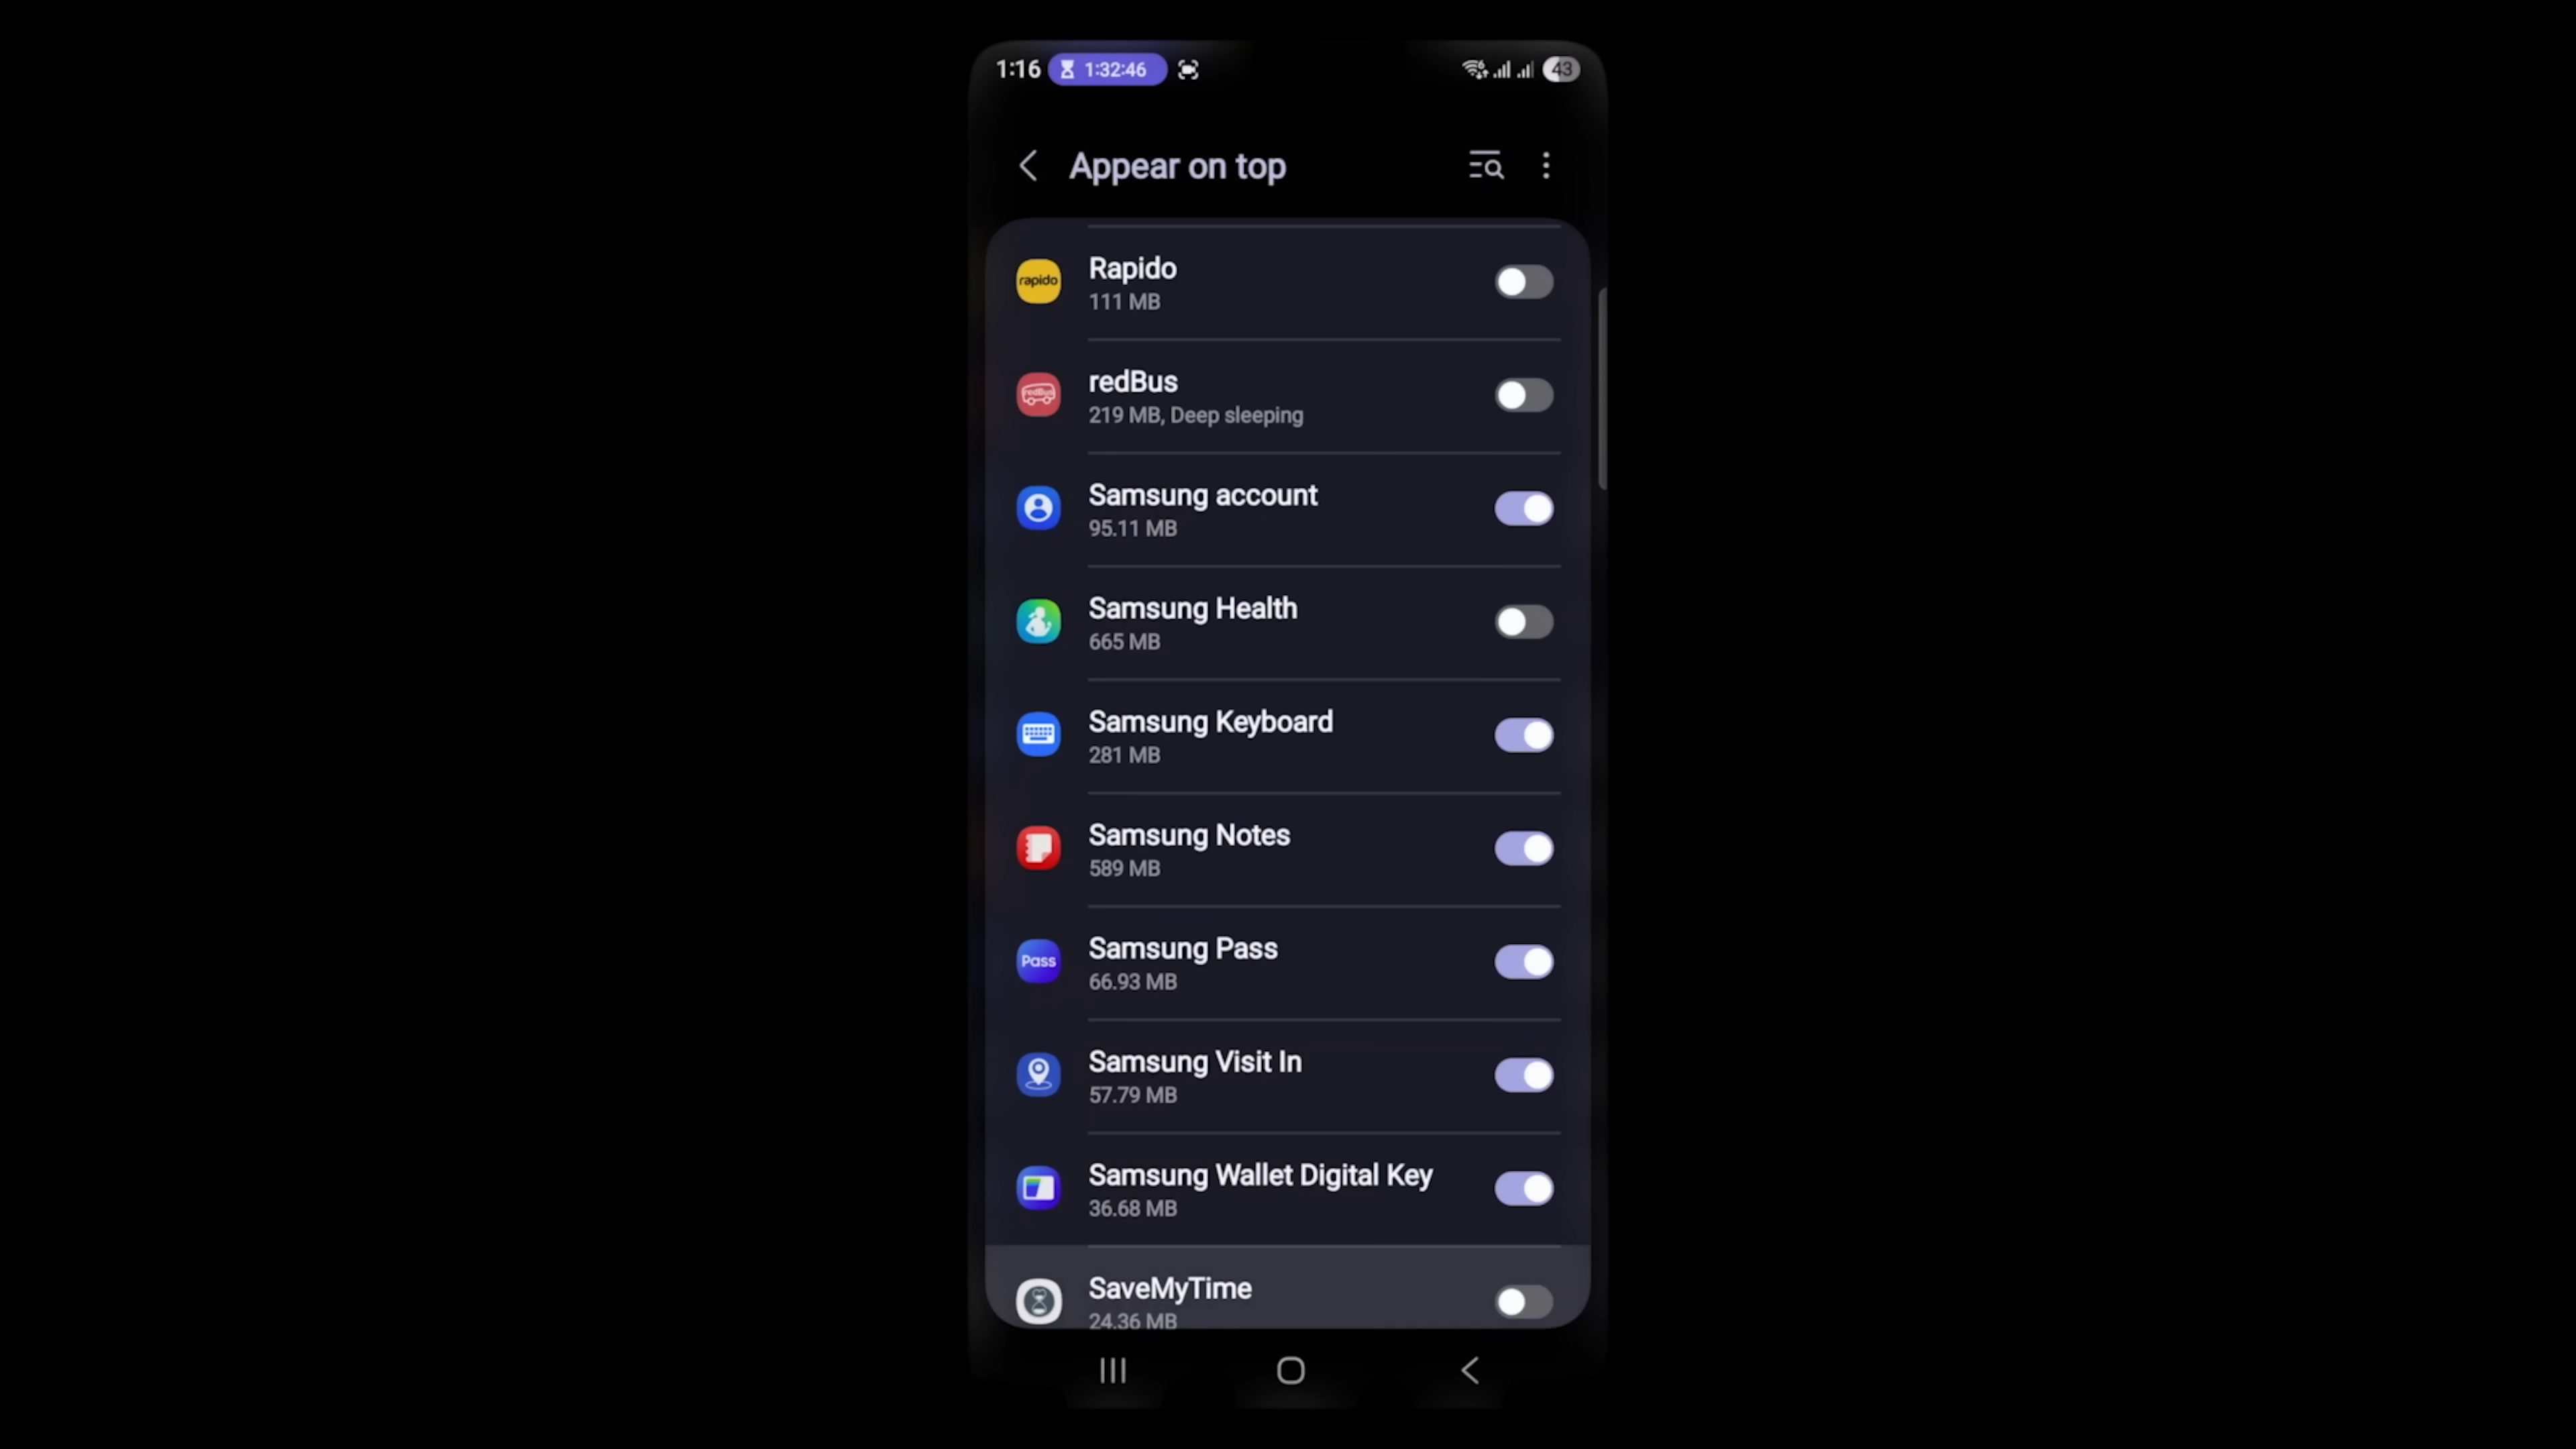 1:16 1:32:46 43
Appear on top
rapido
Rapido
111 MB
redBus
redBus
219 MB, Deep sleeping
Samsung account
95.11 MB
Samsung Health
665 MB
Samsung Keyboard
281 MB
Samsung Notes
589 MB
Pass
Samsung Pass
66.93 MB
Samsung Visit In
57.79 MB
Samsung Wallet Digital Key
36.68 MB
SaveMyTime
24.36 MB